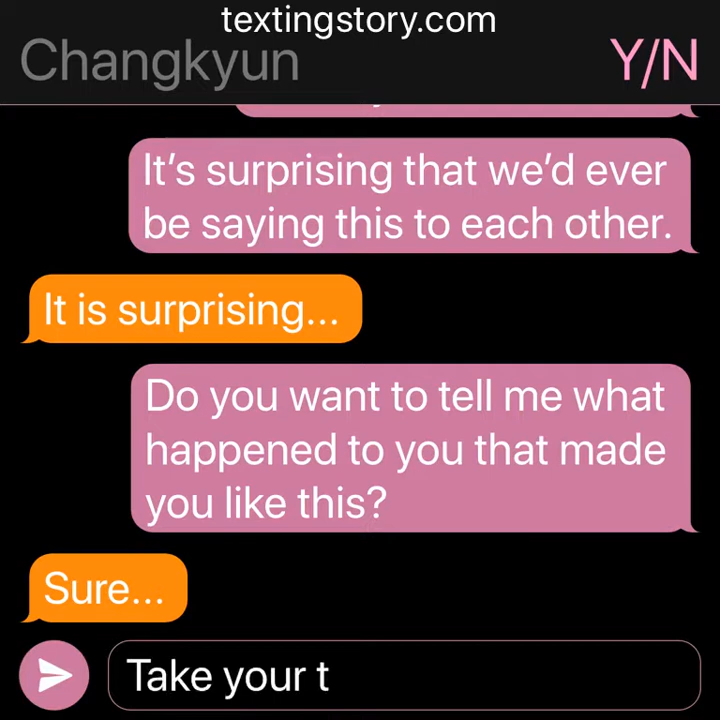 textingstory.com
Changkyun
Y/N
It’s surprising that we’d ever
be saying this to each other.
It is surprising...
Do you want to tell me what
happened to you that made
you like this?
Sure...
Take your t